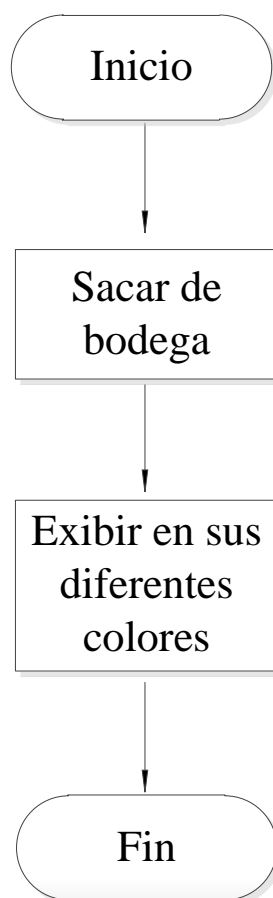 Inicio
Sacar de
bodega
Exibir en sus
diferentes
colores
Fin